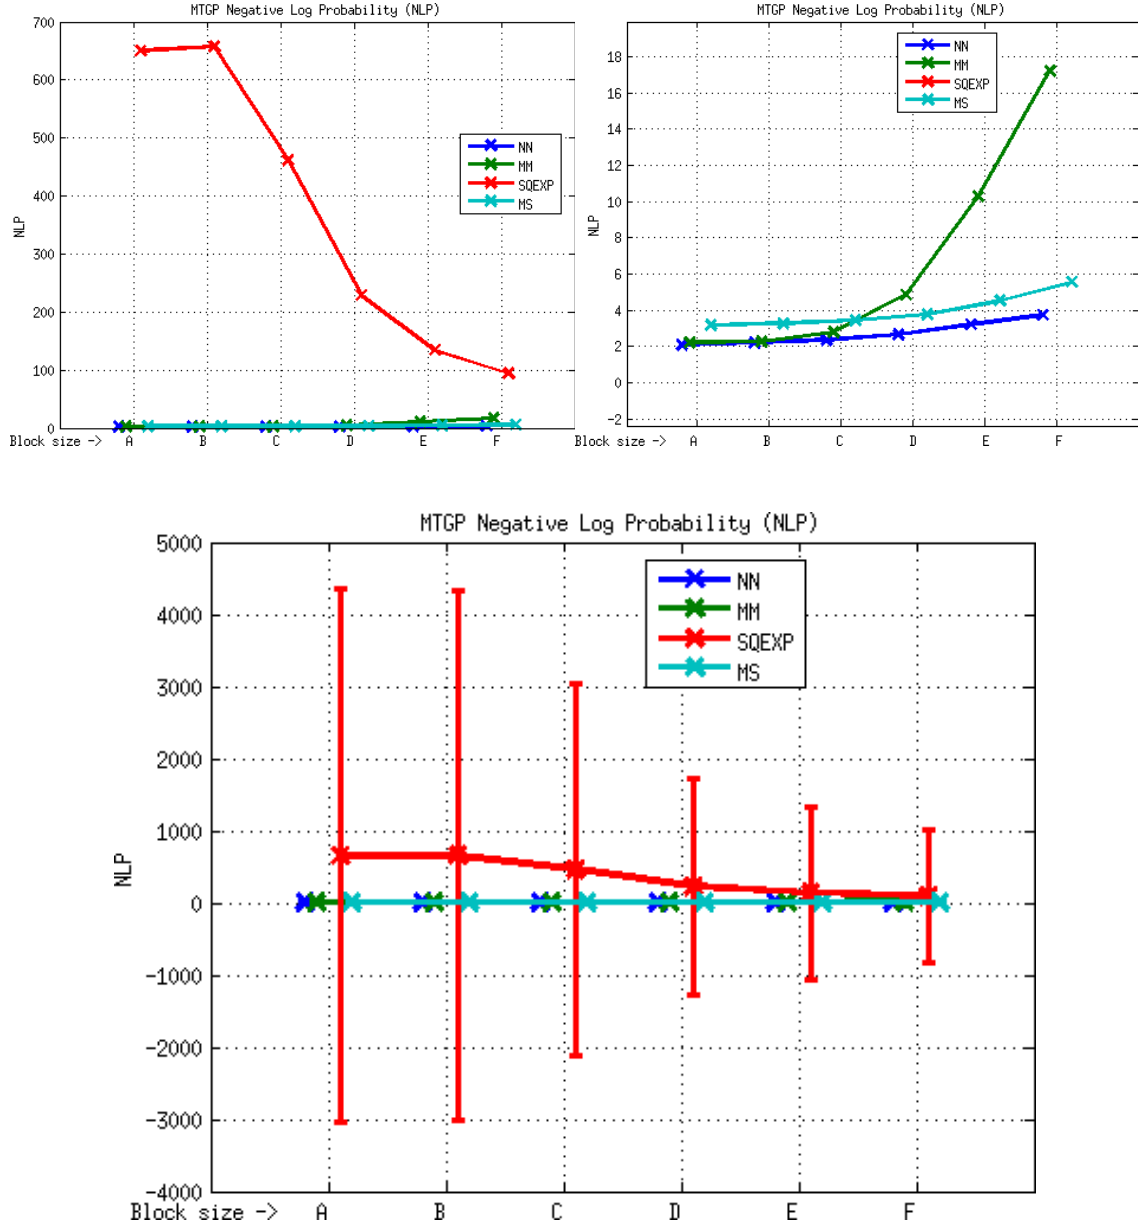 MTGP Negative Log Probability (NLP)
700
600
500
400
300
200
100
0
NLP
NN
MM
SQEXP
MS
Block size -> A B C D E F
MTGP Negative Log Probability (NLP)
18
16
14
12
10
8
6
4
2
0
-2
NLP
NN
MM
SQEXP
MS
Block size -> A B C D E F
MTGP Negative Log Probability (NLP)
5000
4000
3000
2000
1000
0
-1000
-2000
-3000
-4000
NLP
NN
MM
SQEXP
MS
Block size -> A B C D E F